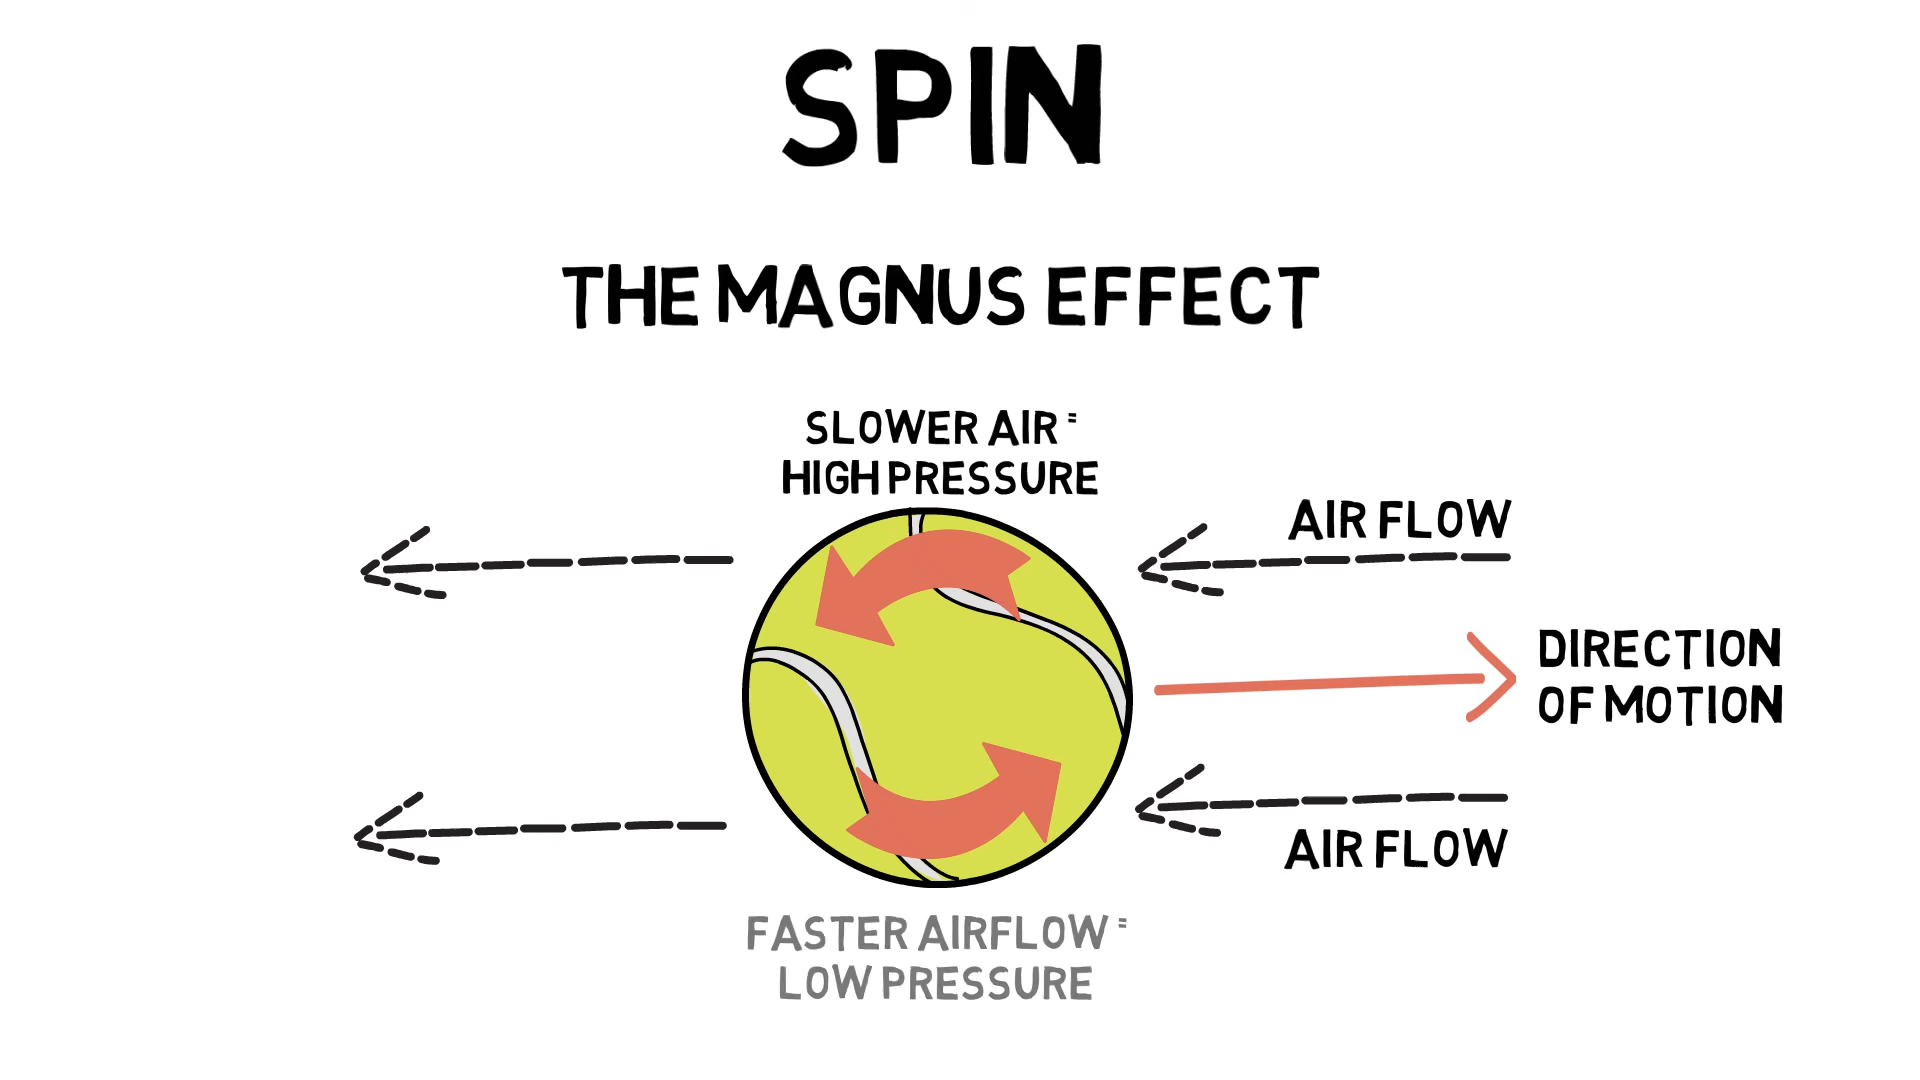 SPIN
THE MAGNUS EFFECT
SLOWER AIR =
HIGH PRESSURE
AIR FLOW
DIRECTION
OF MOTION
AIR FLOW
FASTER AIRFLOW =
LOW PRESSURE